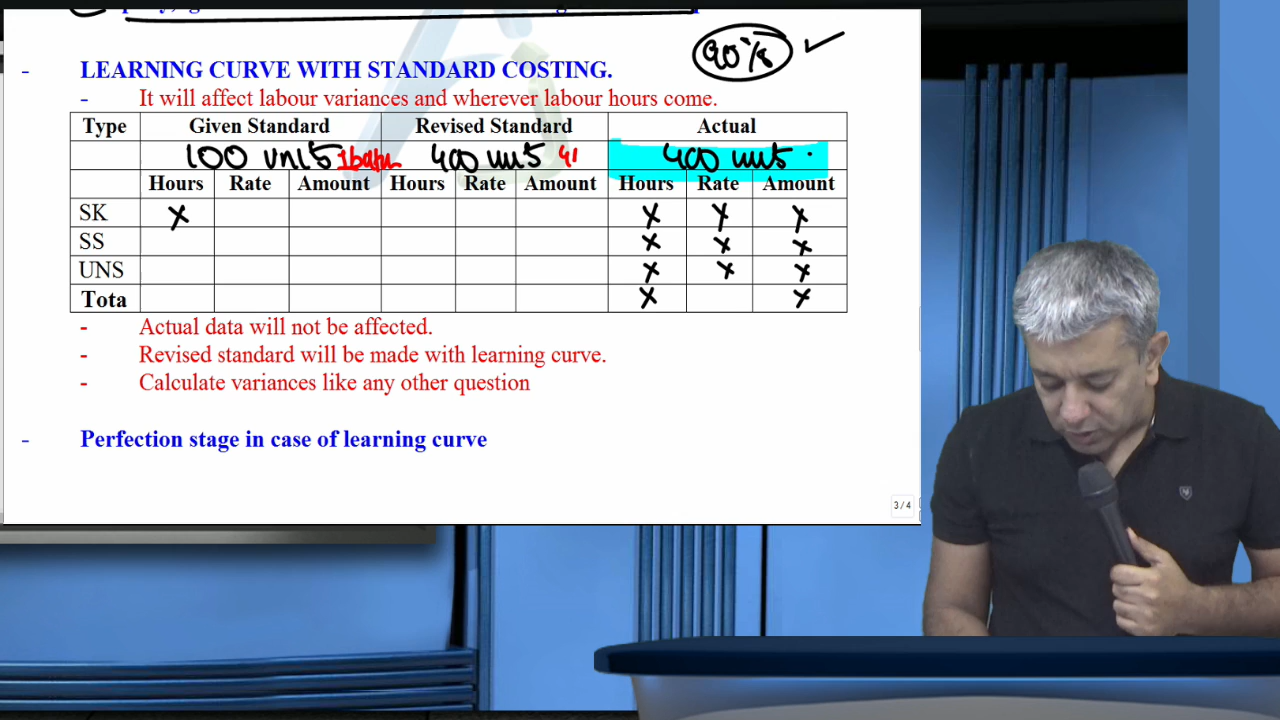 90%
- LEARNING CURVE WITH STANDARD COSTING.
- It will affect labour variances and wherever labour hours come.
Type Given Standard Revised Standard Actual
100 units 400 units 400 units
Hours Rate Amount Hours Rate Amount Hours Rate Amount
SK x x x x
SS x x x
UNS x x x
Tota x x
- Actual data will not be affected.
- Revised standard will be made with learning curve.
- Calculate variances like any other question
- Perfection stage in case of learning curve
3/4